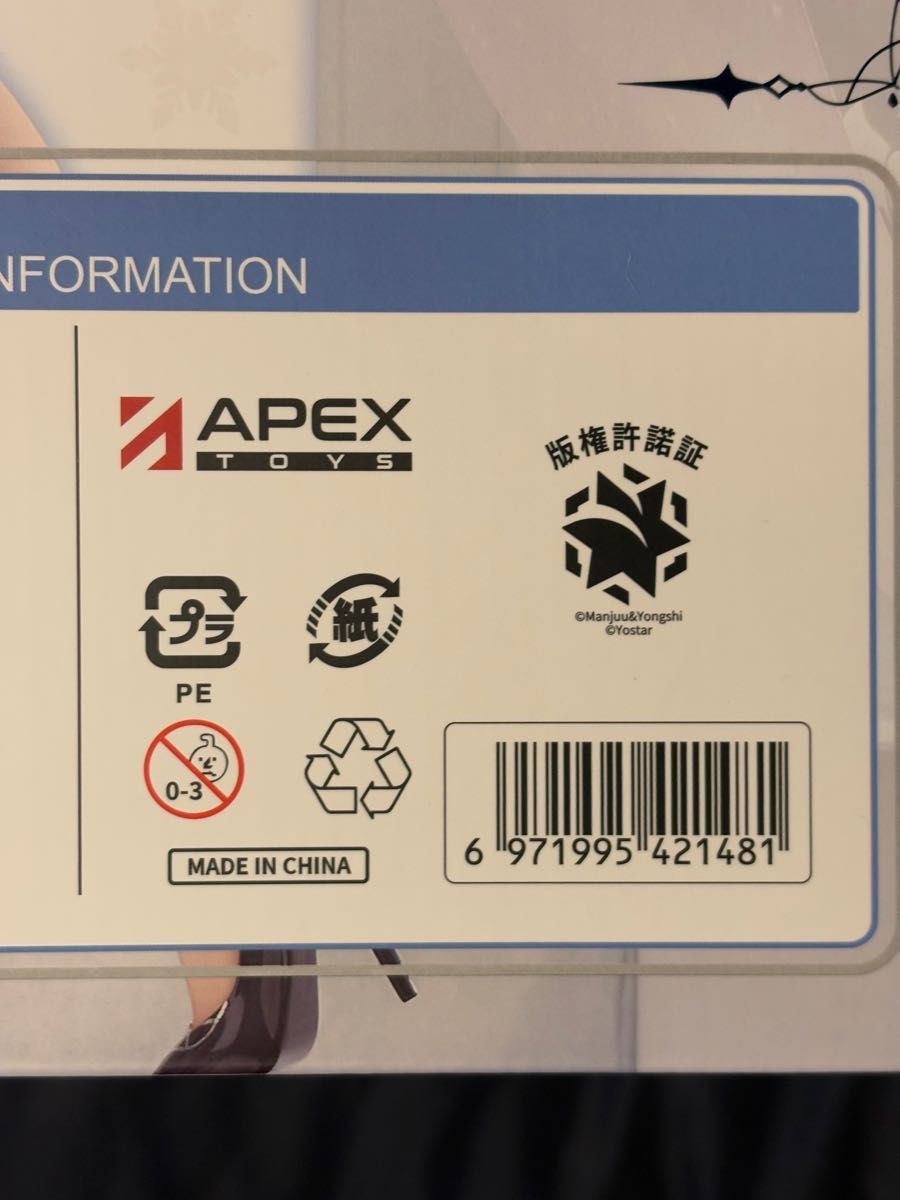 NFORMATION
APEX
TOYS
版権許諾証
©Manjuu&Yongshi
©Yostar
プラ
紙
PE
0-3
MADE IN CHINA
6 971995 421481